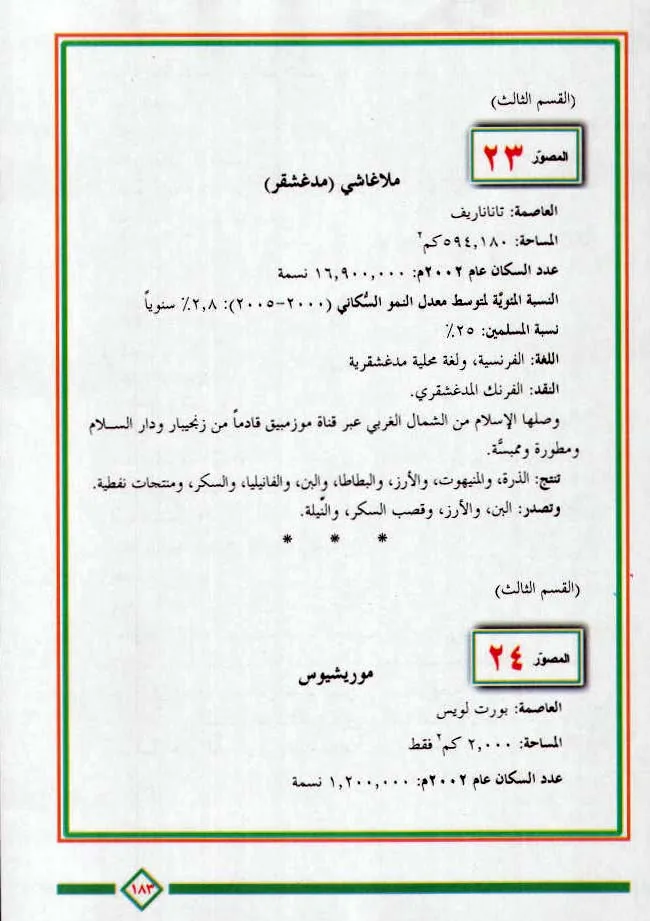 (القسم الثالث)
المصوّر ٢٣
ملاغاشي (مدغشقر)
العاصمة: تاناناريف
المساحة: ٥٩٤,١٨٠كم٢
عدد السكان عام ٢٠٠٢م: ١٦,٩٠٠,٠٠٠ نسمة
النسبة المئويَّة لمتوسط معدل النمو السُّكاني (٢٠٠٠-٢٠٠٥): ٢,٨٪ سنوياً
نسبة المسلمين: ٢٥٪
اللغة: الفرنسية، ولغة محلية مدغشقرية
النقد: الفرنك المدغشقري.
وصلها الإسلام من الشمال الغربي عبر قناة موزمبيق قادماً من زنجيبار ودار الســلام
ومطورة وممبسَّة.
تنتج: الذرة، والمنيهوت، والأرز، والبطاطا، والبن، والفانيليا، والسكر، ومنتجات نفطية.
وتصدر: البن، والأرز، وقصب السكر، والنِّيلة.
* * *
(القسم الثالث)
المصوّر ٢٤
موريشيوس
العاصمة: بورت لويس
المساحة: ٢,٠٠٠ كم٢ فقط
عدد السكان عام ٢٠٠٢م: ١,٢٠٠,٠٠٠ نسمة
١٨٣